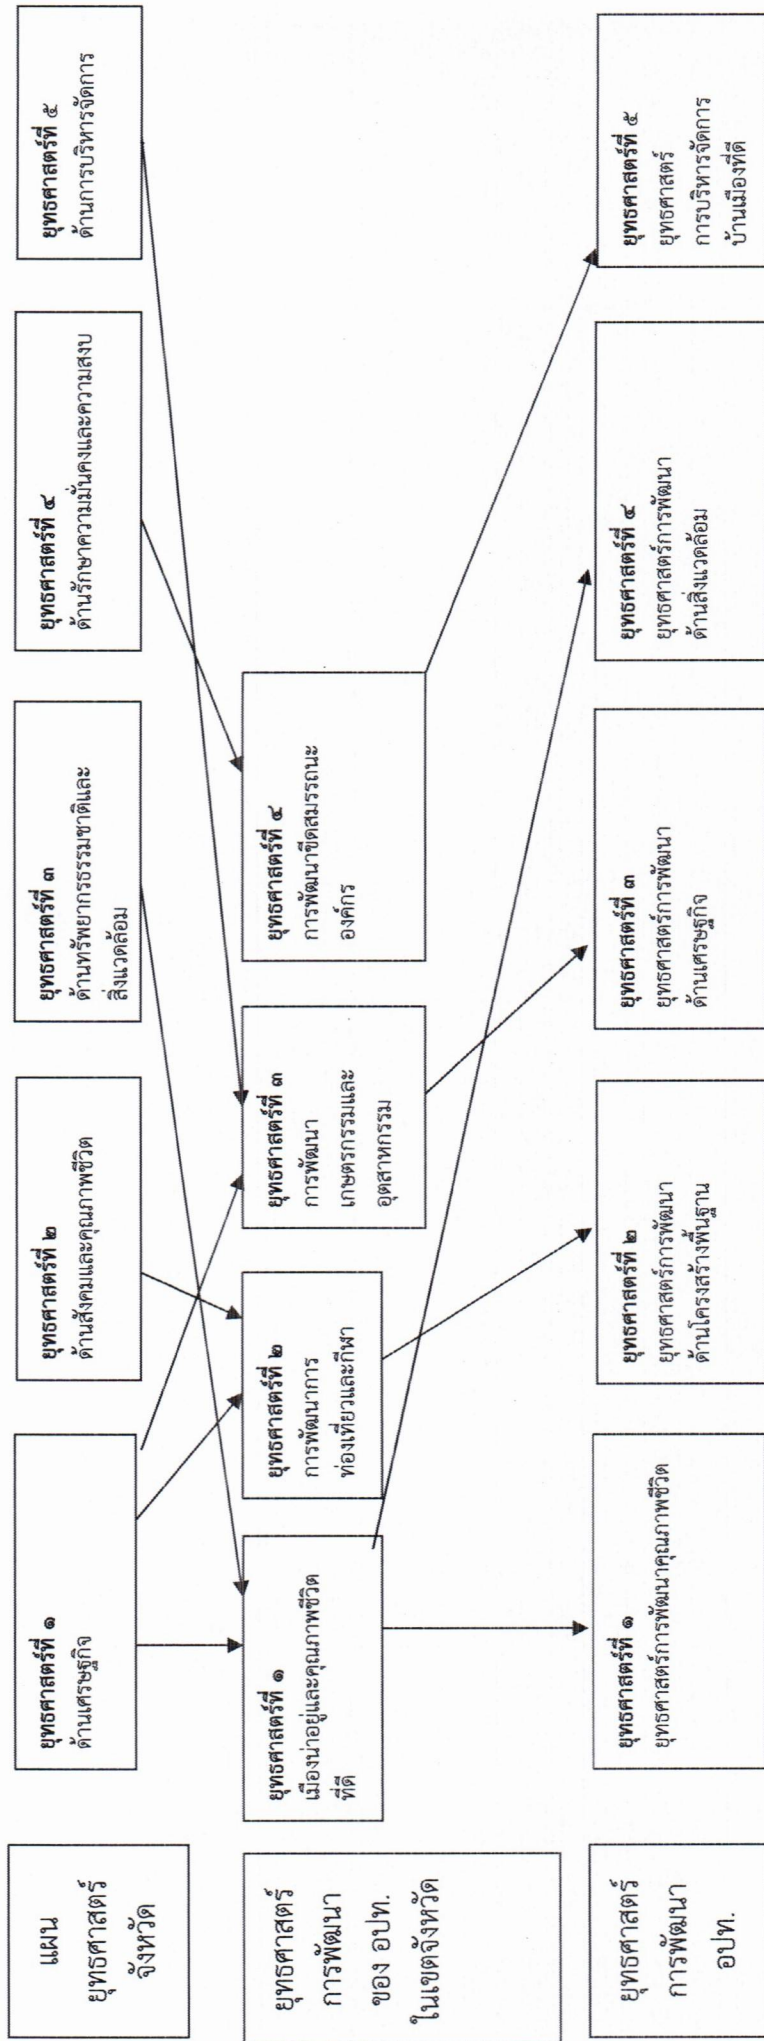 แผน
ยุทธศาสตร์
จังหวัด
ยุทธศาสตร์ที่ ๑
ด้านเศรษฐกิจ
ยุทธศาสตร์ที่ ๒
ด้านสังคมและคุณภาพชีวิต
ยุทธศาสตร์ที่ ๓
ด้านทรัพยากรธรรมชาติและ
สิ่งแวดล้อม
ยุทธศาสตร์ที่ ๔
ด้านรักษาความมั่นคงและความสงบ
ยุทธศาสตร์ที่ ๕
ด้านการบริหารจัดการ
ยุทธศาสตร์
การพัฒนา
ของ อปท.
ในเขตจังหวัด
ยุทธศาสตร์ที่ ๑
เมืองน่าอยู่และคุณภาพชีวิต
ที่ดี
ยุทธศาสตร์ที่ ๒
การพัฒนาการ
ท่องเที่ยวและกีฬา
ยุทธศาสตร์ที่ ๓
การพัฒนา
เกษตรกรรมและ
อุตสาหกรรม
ยุทธศาสตร์ที่ ๔
การพัฒนาขีดสมรรถนะ
องค์กร
ยุทธศาสตร์
การพัฒนา
อปท.
ยุทธศาสตร์ที่ ๑
ยุทธศาสตร์การพัฒนาคุณภาพชีวิต
ยุทธศาสตร์ที่ ๒
ยุทธศาสตร์การพัฒนา
ด้านโครงสร้างพื้นฐาน
ยุทธศาสตร์ที่ ๓
ยุทธศาสตร์การพัฒนา
ด้านเศรษฐกิจ
ยุทธศาสตร์ที่ ๔
ยุทธศาสตร์การพัฒนา
ด้านสิ่งแวดล้อม
ยุทธศาสตร์ที่ ๕
ยุทธศาสตร์
การบริหารจัดการ
บ้านเมืองที่ดี